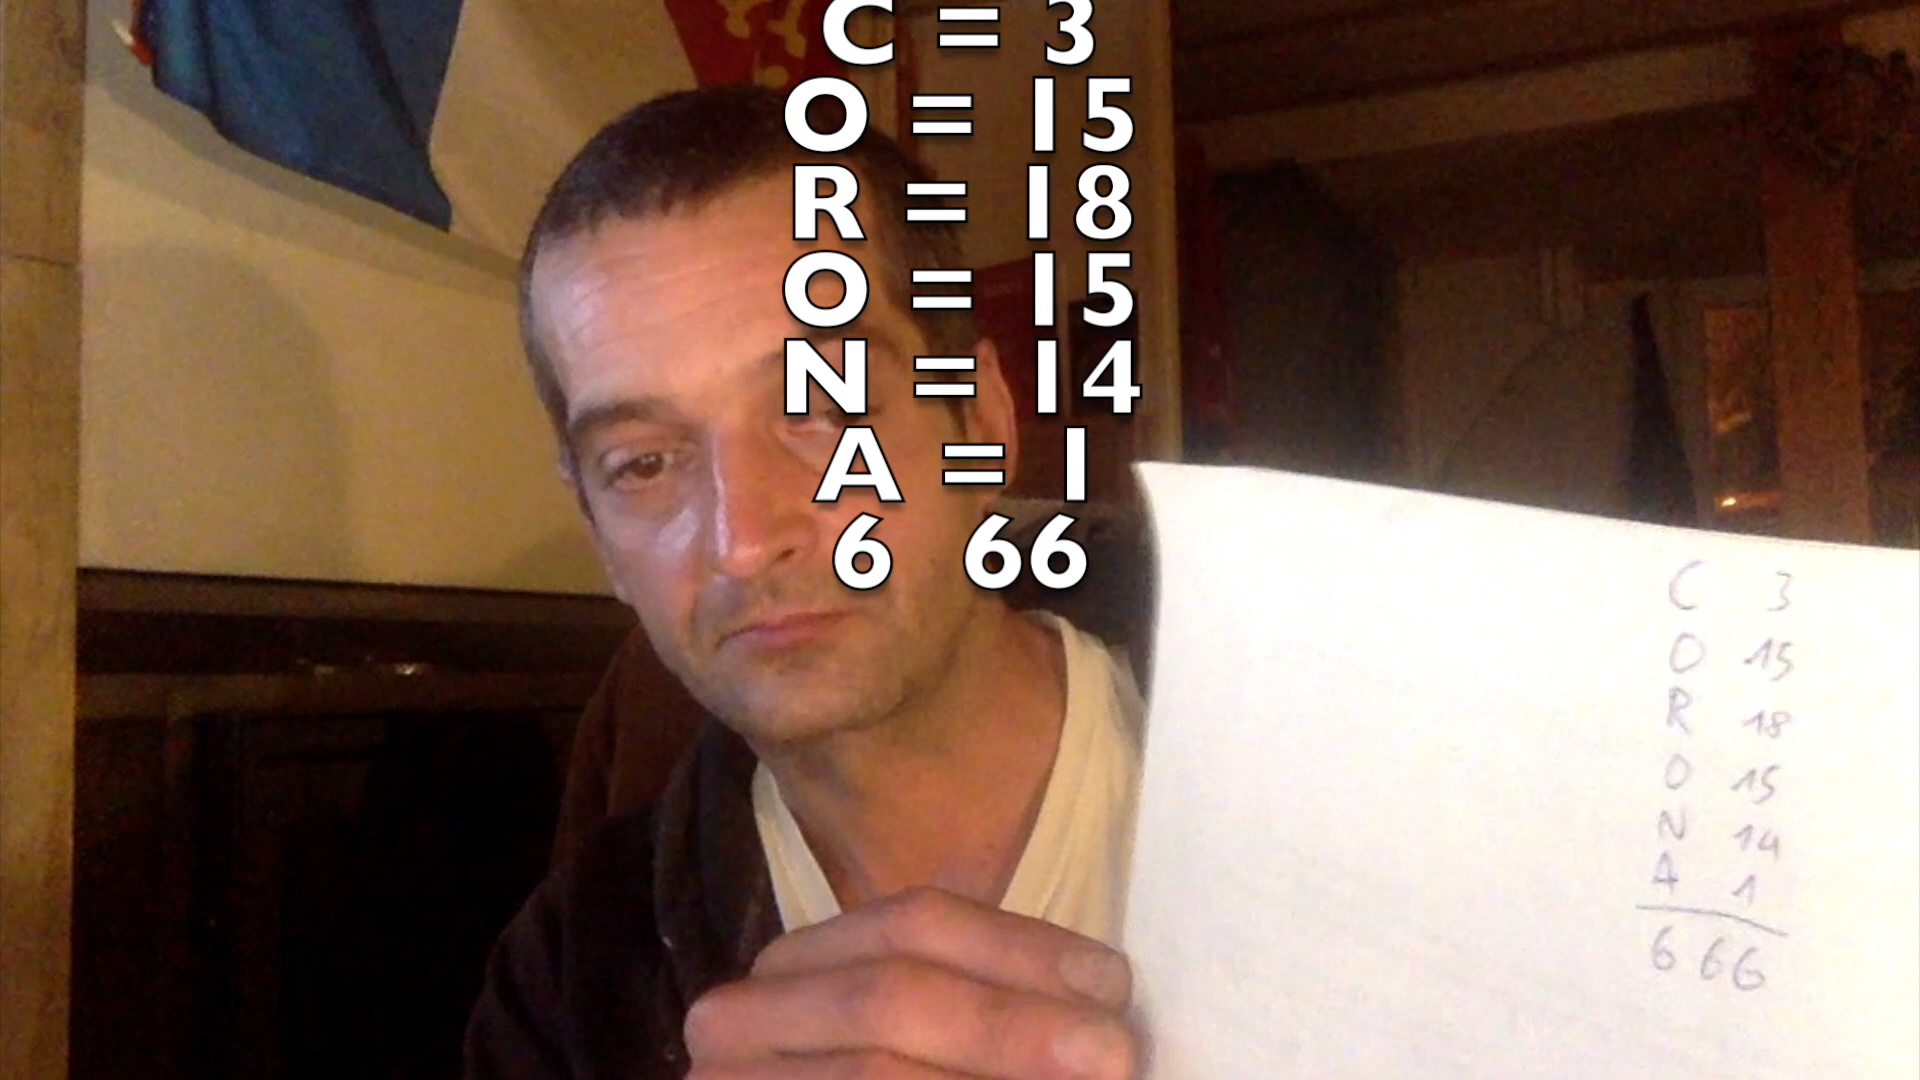 C = 3
O = 15
R = 18
O = 15
N = 14
A = 1
6 66
C 3
O 15
R 18
O 15
N 14
A 1
6 66